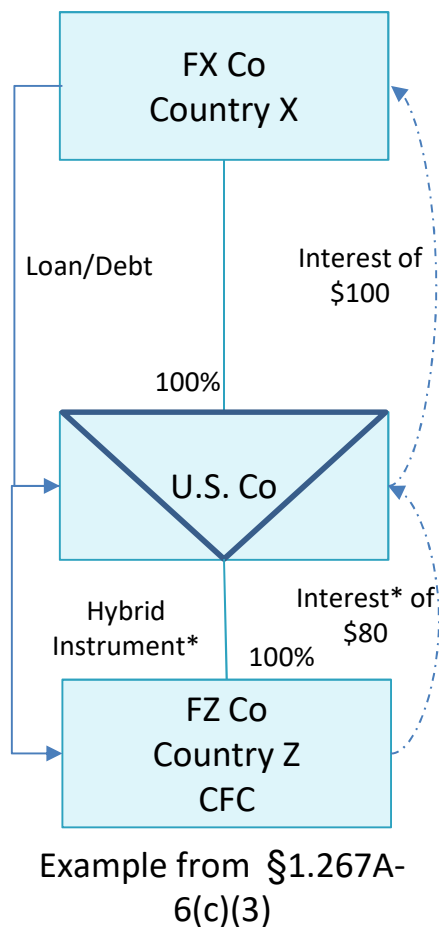 FX Co
Country X
Loan/Debt
Interest of
$100
100%
U.S. Co
Hybrid
Instrument*
Interest* of
$80
100%
FZ Co
Country Z
CFC
Example from §1.267A-
6(c)(3)